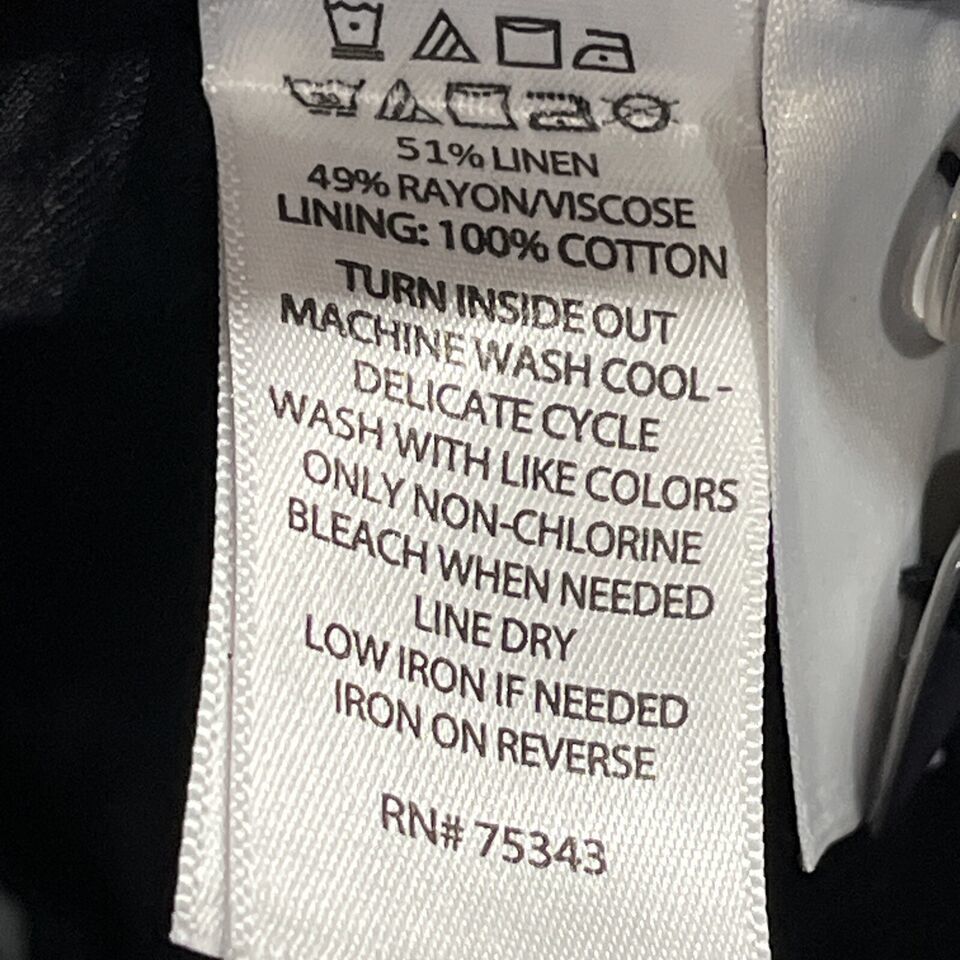 51% LINEN
49% RAYON/VISCOSE
LINING: 100% COTTON
TURN INSIDE OUT
MACHINE WASH COOL-
DELICATE CYCLE
WASH WITH LIKE COLORS
ONLY NON-CHLORINE
BLEACH WHEN NEEDED
LINE DRY
LOW IRON IF NEEDED
IRON ON REVERSE
RN# 75343